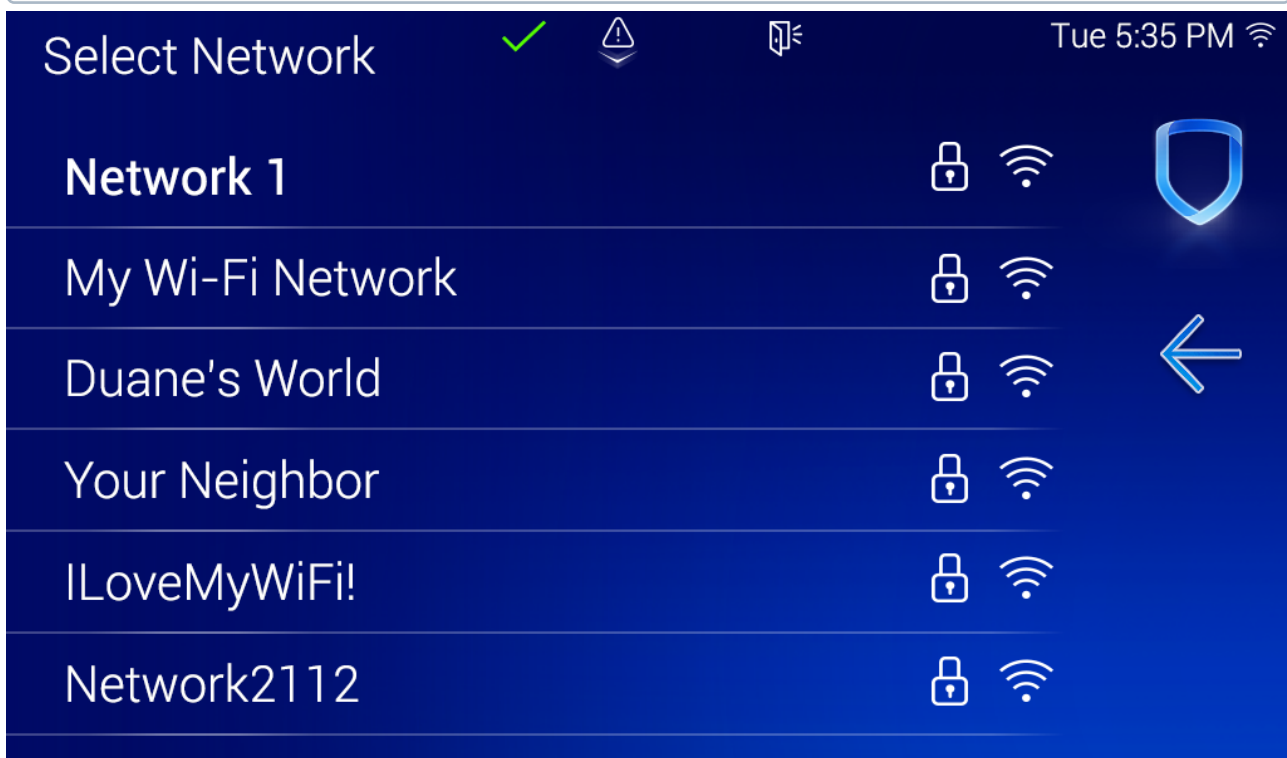 Select Network
Tue 5:35 PM
Network 1
My Wi-Fi Network
Duane's World
Your Neighbor
ILoveMyWiFi!
Network2112